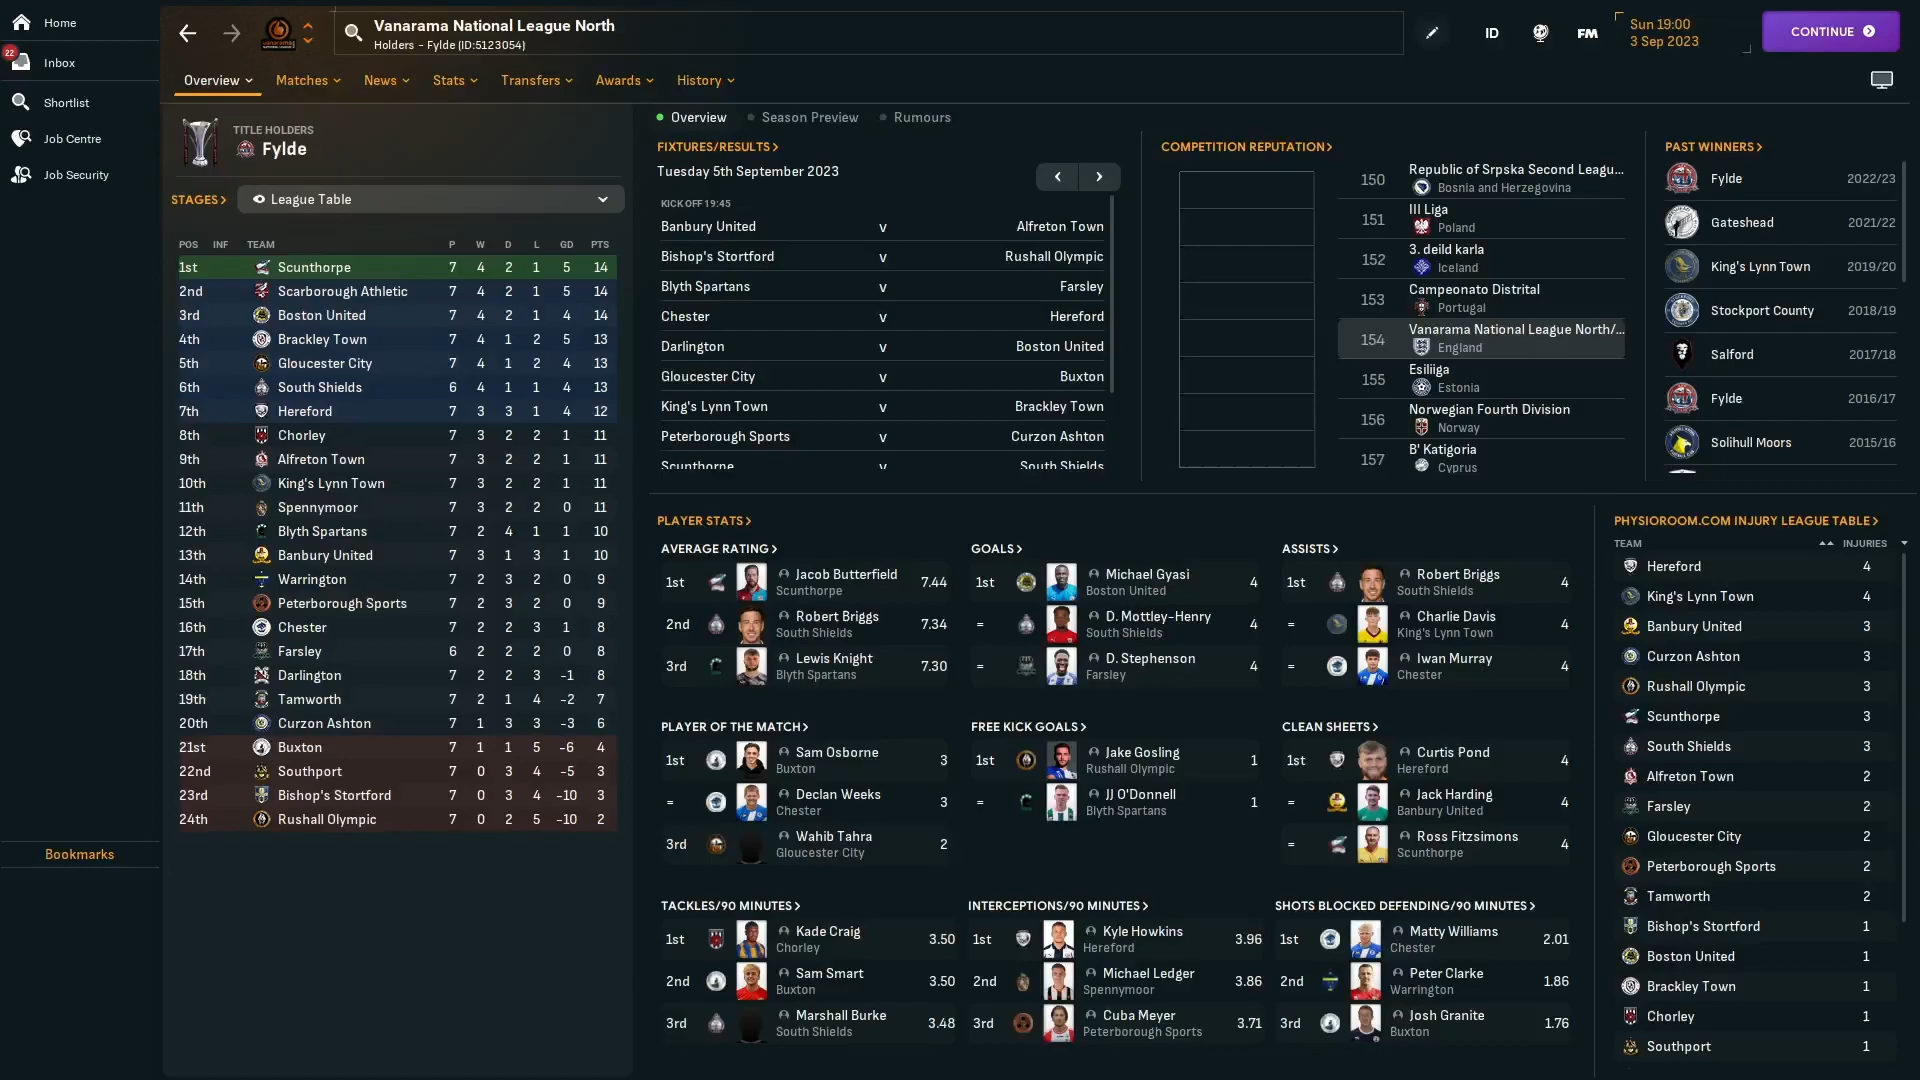 Home
22
Inbox
Shortlist
Job Centre
Job Security
Bookmarks
Vanarama National League North
Holders - Fylde (ID:5123054)
ID
FM
Sun 19:00
3 Sep 2023
CONTINUE
Overview
Matches
News
Stats
Transfers
Awards
History
TITLE HOLDERS
Fylde
STAGES
League Table
POS INF TEAM P W D L GD PTS
1st Scunthorpe 7 4 2 1 5 14
2nd Scarborough Athletic 7 4 2 1 5 14
3rd Boston United 7 4 2 1 4 14
4th Brackley Town 7 4 1 2 5 13
5th Gloucester City 7 4 1 2 4 13
6th South Shields 6 4 1 1 4 13
7th Hereford 7 3 3 1 4 12
8th Chorley 7 3 2 2 1 11
9th Alfreton Town 7 3 2 2 1 11
10th King's Lynn Town 7 3 2 2 1 11
11th Spennymoor 7 3 2 2 0 11
12th Blyth Spartans 7 2 4 1 1 10
13th Banbury United 7 3 1 3 1 10
14th Warrington 7 2 3 2 0 9
15th Peterborough Sports 7 2 3 2 0 9
16th Chester 7 2 2 3 1 8
17th Farsley 6 2 2 2 0 8
18th Darlington 7 2 2 3 -1 8
19th Tamworth 7 2 1 4 -2 7
20th Curzon Ashton 7 1 3 3 -3 6
21st Buxton 7 1 1 5 -6 4
22nd Southport 7 0 3 4 -5 3
23rd Bishop's Stortford 7 0 3 4 -10 3
24th Rushall Olympic 7 0 2 5 -10 2
Overview
Season Preview
Rumours
FIXTURES/RESULTS
Tuesday 5th September 2023
KICK OFF 19:45
Banbury United v Alfreton Town
Bishop's Stortford v Rushall Olympic
Blyth Spartans v Farsley
Chester v Hereford
Darlington v Boston United
Gloucester City v Buxton
King's Lynn Town v Brackley Town
Peterborough Sports v Curzon Ashton
Scunthorpe v South Shields
COMPETITION REPUTATION
150 Republic of Srpska Second Leagu...
Bosnia and Herzegovina
151 III Liga
Poland
152 3. deild karla
Iceland
153 Campeonato Distrital
Portugal
154 Vanarama National League North/...
England
155 Esiliiga
Estonia
156 Norwegian Fourth Division
Norway
157 B' Katigoria
Cyprus
PAST WINNERS
Fylde 2022/23
Gateshead 2021/22
King's Lynn Town 2019/20
Stockport County 2018/19
Salford 2017/18
Fylde 2016/17
Solihull Moors 2015/16
PLAYER STATS
AVERAGE RATING
1st Jacob Butterfield 7.44
Scunthorpe
2nd Robert Briggs 7.34
South Shields
3rd Lewis Knight 7.30
Blyth Spartans
GOALS
1st Michael Gyasi 4
Boston United
= D. Mottley-Henry 4
South Shields
= D. Stephenson 4
Farsley
ASSISTS
1st Robert Briggs 4
South Shields
= Charlie Davis 4
King's Lynn Town
= Iwan Murray 4
Chester
PLAYER OF THE MATCH
1st Sam Osborne 3
Buxton
= Declan Weeks 3
Chester
3rd Wahib Tahra 2
Gloucester City
FREE KICK GOALS
1st Jake Gosling 1
Rushall Olympic
= JJ O'Donnell 1
Blyth Spartans
CLEAN SHEETS
1st Curtis Pond 4
Hereford
= Jack Harding 4
Banbury United
= Ross Fitzsimons 4
Scunthorpe
TACKLES/90 MINUTES
1st Kade Craig 3.50
Chorley
2nd Sam Smart 3.50
Buxton
3rd Marshall Burke 3.48
South Shields
INTERCEPTIONS/90 MINUTES
1st Kyle Howkins 3.96
Hereford
2nd Michael Ledger 3.86
Spennymoor
3rd Cuba Meyer 3.71
Peterborough Sports
SHOTS BLOCKED DEFENDING/90 MINUTES
1st Matty Williams 2.01
Chester
2nd Peter Clarke 1.86
Warrington
3rd Josh Granite 1.76
Buxton
PHYSIOROOM.COM INJURY LEAGUE TABLE
TEAM INJURIES
Hereford 4
King's Lynn Town 4
Banbury United 3
Curzon Ashton 3
Rushall Olympic 3
Scunthorpe 3
South Shields 3
Alfreton Town 2
Farsley 2
Gloucester City 2
Peterborough Sports 2
Tamworth 2
Bishop's Stortford 1
Boston United 1
Brackley Town 1
Chorley 1
Southport 1